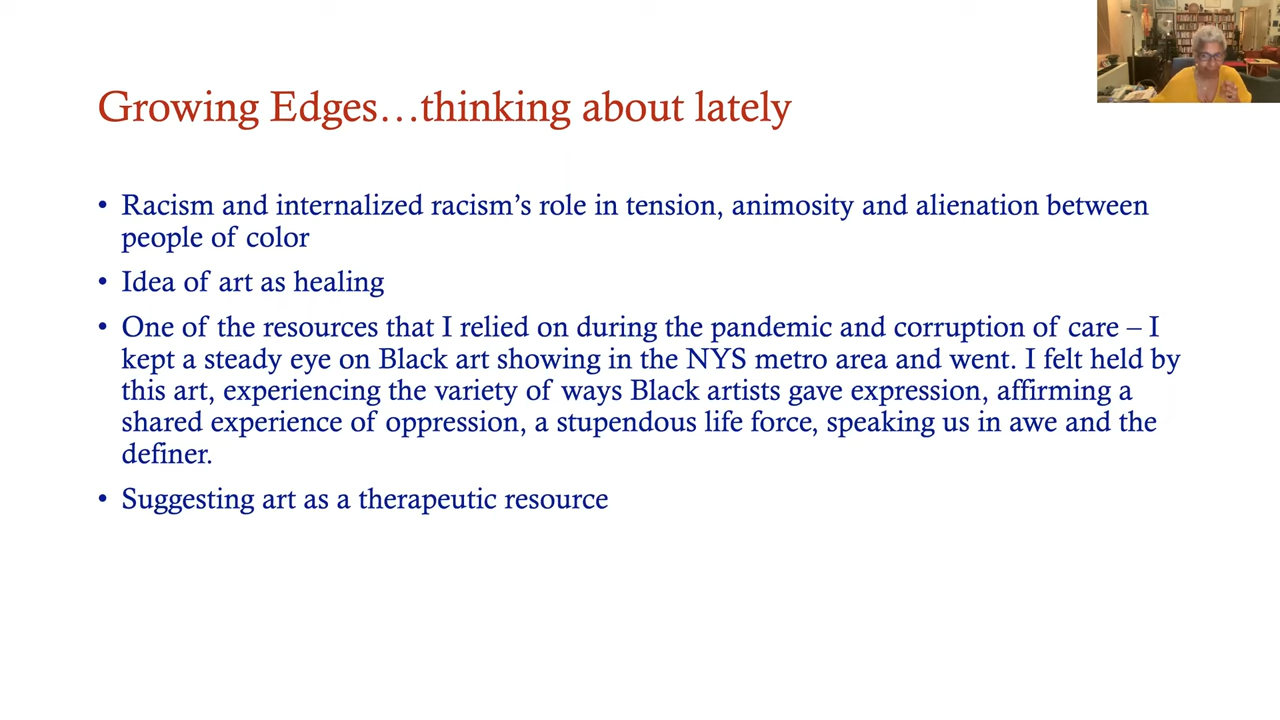 Growing Edges…thinking about lately
• Racism and internalized racism’s role in tension, animosity and alienation between
people of color
• Idea of art as healing
• One of the resources that I relied on during the pandemic and corruption of care – I
kept a steady eye on Black art showing in the NYS metro area and went. I felt held by
this art, experiencing the variety of ways Black artists gave expression, affirming a
shared experience of oppression, a stupendous life force, speaking us in awe and the
definer.
• Suggesting art as a therapeutic resource